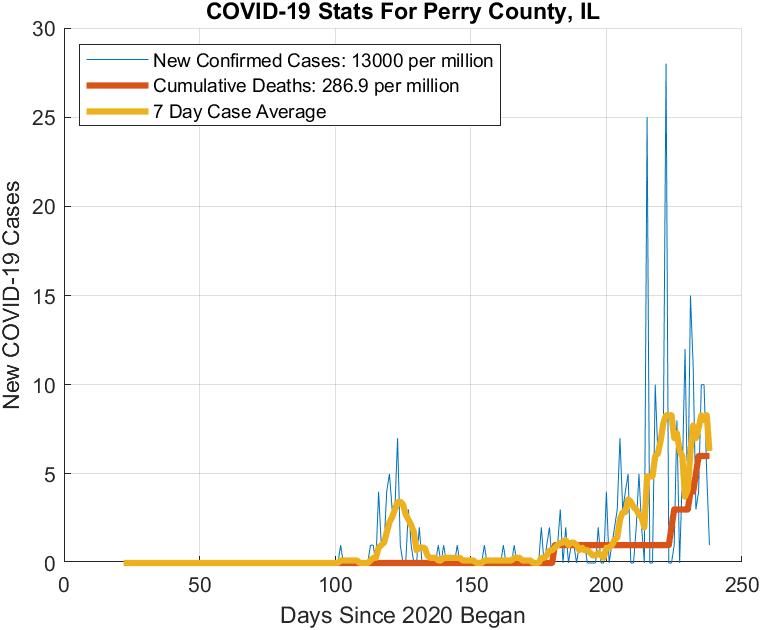 COVID-19 Stats For Perry County, IL
New Confirmed Cases: 13000 per million
Cumulative Deaths: 286.9 per million
7 Day Case Average
New COVID-19 Cases
30
25
20
15
10
5
0
0 50 100 150 200 250
Days Since 2020 Began